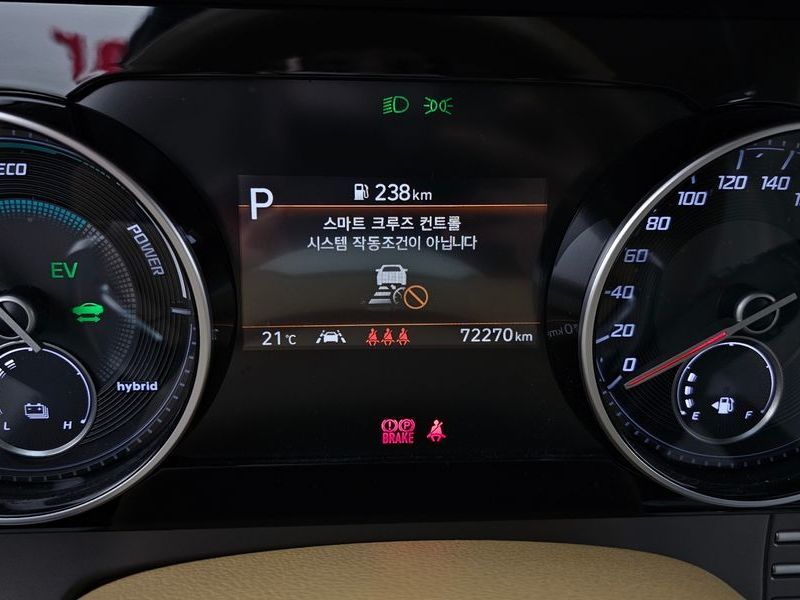 ECO
POWER
EV
hybrid
L
H
P
238km
스마트 크루즈 컨트롤
시스템 작동조건이 아닙니다
21℃
72270km
BRAKE
P
140
120
100
80
60
40
20
0
E
F